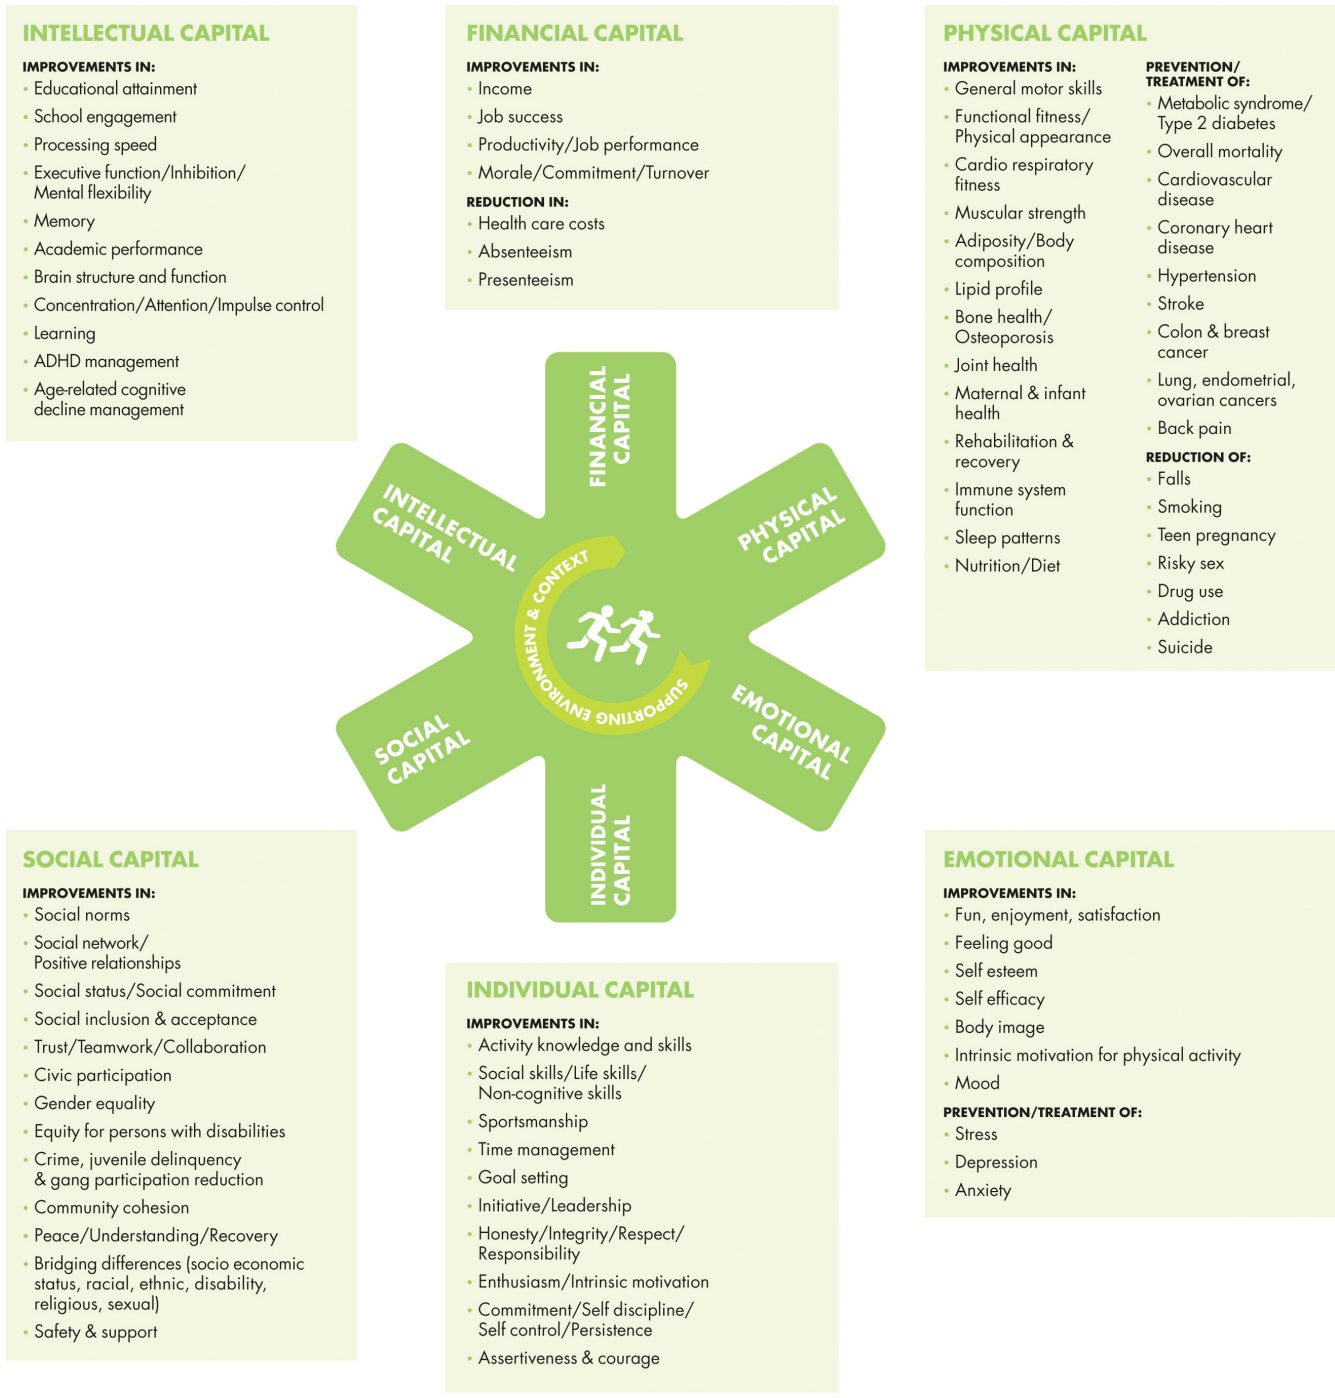 INTELLECTUAL CAPITAL
IMPROVEMENTS IN:
• Educational attainment
• School engagement
• Processing speed
• Executive function/Inhibition/
Mental flexibility
• Memory
• Academic performance
• Brain structure and function
• Concentration/Attention/Impulse control
• Learning
• ADHD management
• Age-related cognitive
decline management
FINANCIAL CAPITAL
IMPROVEMENTS IN:
• Income
• Job success
• Productivity/Job performance
• Morale/Commitment/Turnover
REDUCTION IN:
• Health care costs
• Absenteeism
• Presenteeism
PHYSICAL CAPITAL
IMPROVEMENTS IN:
• General motor skills
• Functional fitness/
Physical appearance
• Cardio respiratory
fitness
• Muscular strength
• Adiposity/Body
composition
• Lipid profile
• Bone health/
Osteoporosis
• Joint health
• Maternal & infant
health
• Rehabilitation &
recovery
• Immune system
function
• Sleep patterns
• Nutrition/Diet
PREVENTION/
TREATMENT OF:
• Metabolic syndrome/
Type 2 diabetes
• Overall mortality
• Cardiovascular
disease
• Coronary heart
disease
• Hypertension
• Stroke
• Colon & breast
cancer
• Lung, endometrial,
ovarian cancers
• Back pain
REDUCTION OF:
• Falls
• Smoking
• Teen pregnancy
• Risky sex
• Drug use
• Addiction
• Suicide
FINANCIAL
CAPITAL
INTELLECTUAL
CAPITAL
PHYSICAL
CAPITAL
SUPPORTING ENVIRONMENT & CONTEXT
SOCIAL
CAPITAL
EMOTIONAL
CAPITAL
INDIVIDUAL
CAPITAL
SOCIAL CAPITAL
IMPROVEMENTS IN:
• Social norms
• Social network/
Positive relationships
• Social status/Social commitment
• Social inclusion & acceptance
• Trust/Teamwork/Collaboration
• Civic participation
• Gender equality
• Equity for persons with disabilities
• Crime, juvenile delinquency
& gang participation reduction
• Community cohesion
• Peace/Understanding/Recovery
• Bridging differences (socio economic
status, racial, ethnic, disability,
religious, sexual)
• Safety & support
INDIVIDUAL CAPITAL
IMPROVEMENTS IN:
• Activity knowledge and skills
• Social skills/Life skills/
Non-cognitive skills
• Sportsmanship
• Time management
• Goal setting
• Initiative/Leadership
• Honesty/Integrity/Respect/
Responsibility
• Enthusiasm/Intrinsic motivation
• Commitment/Self discipline/
Self control/Persistence
• Assertiveness & courage
EMOTIONAL CAPITAL
IMPROVEMENTS IN:
• Fun, enjoyment, satisfaction
• Feeling good
• Self esteem
• Self efficacy
• Body image
• Intrinsic motivation for physical activity
• Mood
PREVENTION/TREATMENT OF:
• Stress
• Depression
• Anxiety